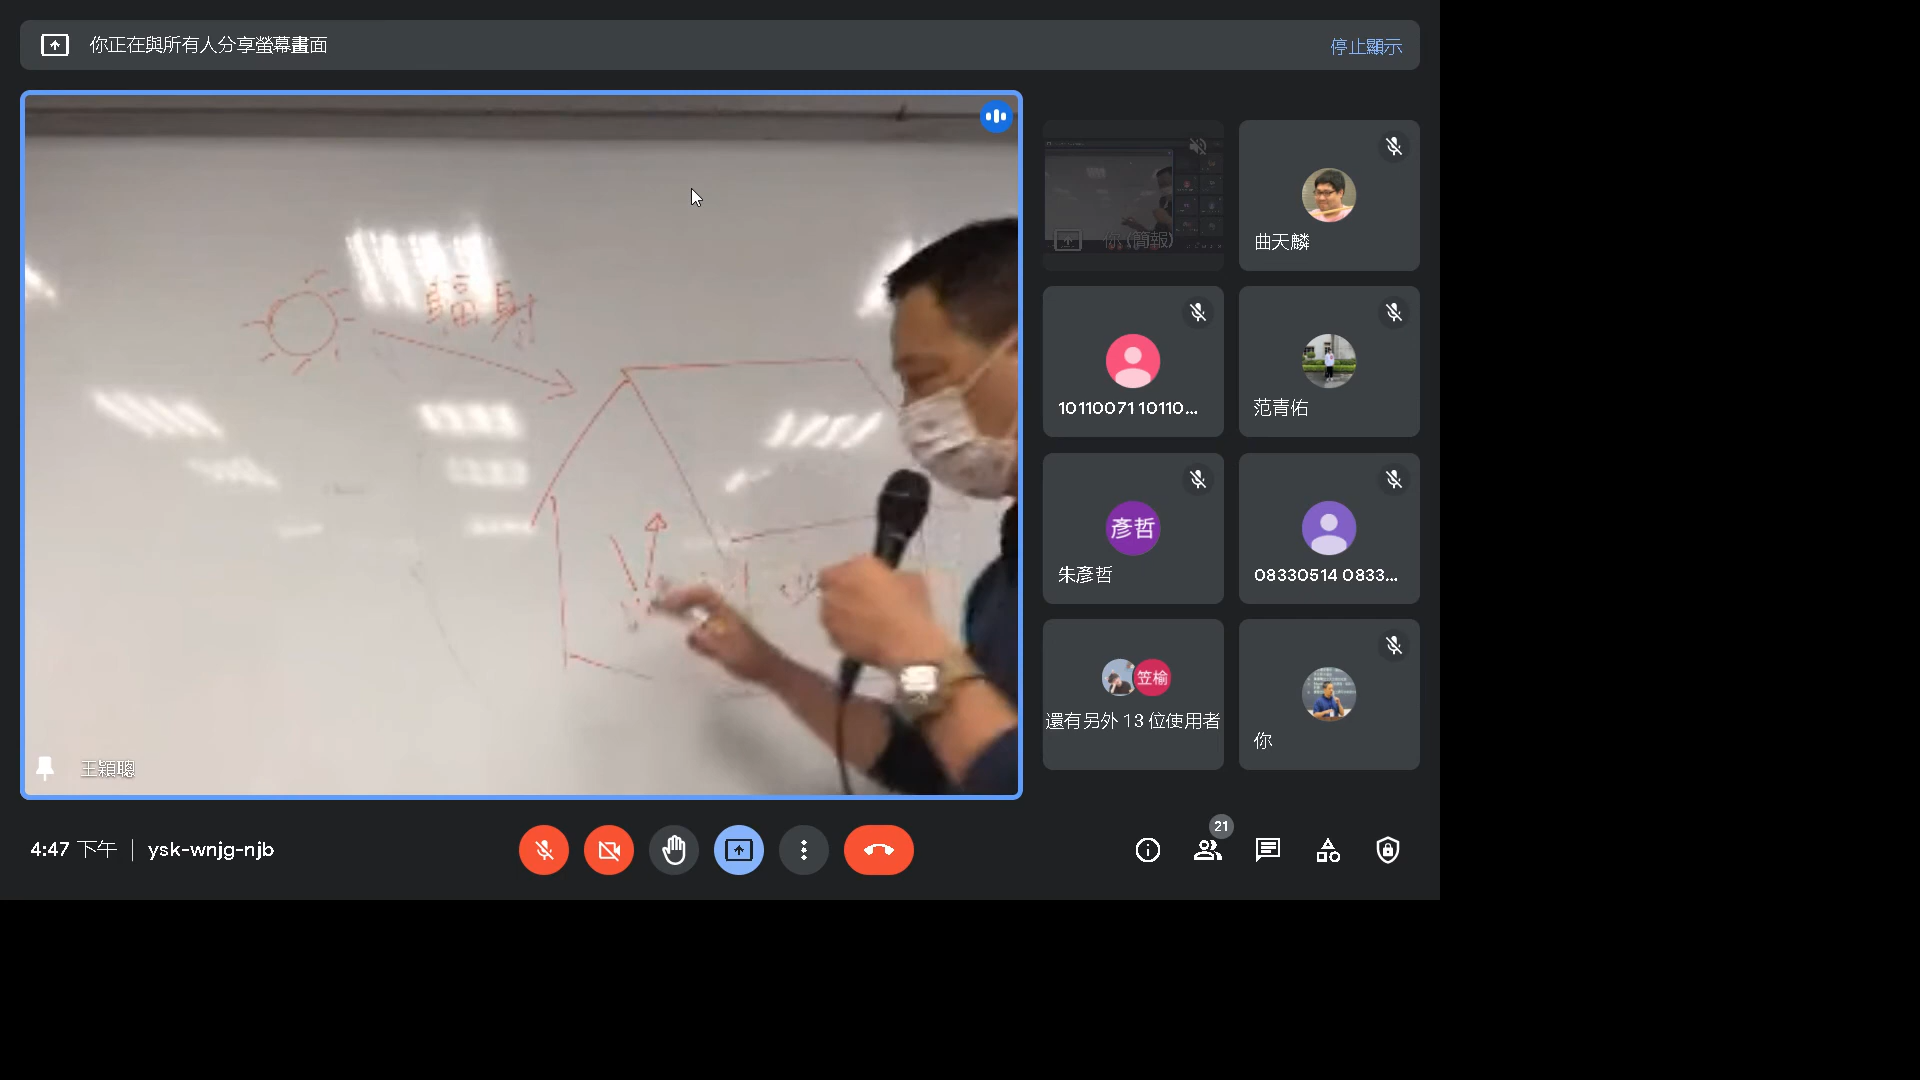 你正在與所有人分享螢幕畫面
停止顯示
輻射
你 (簡報)
曲天麟
10110071 10110...
范青佑
彥哲
朱彥哲
08330514 0833...
笠榆
還有另外 13 位使用者
你
王穎聰
4:47 下午 | ysk-wnjg-njb
21